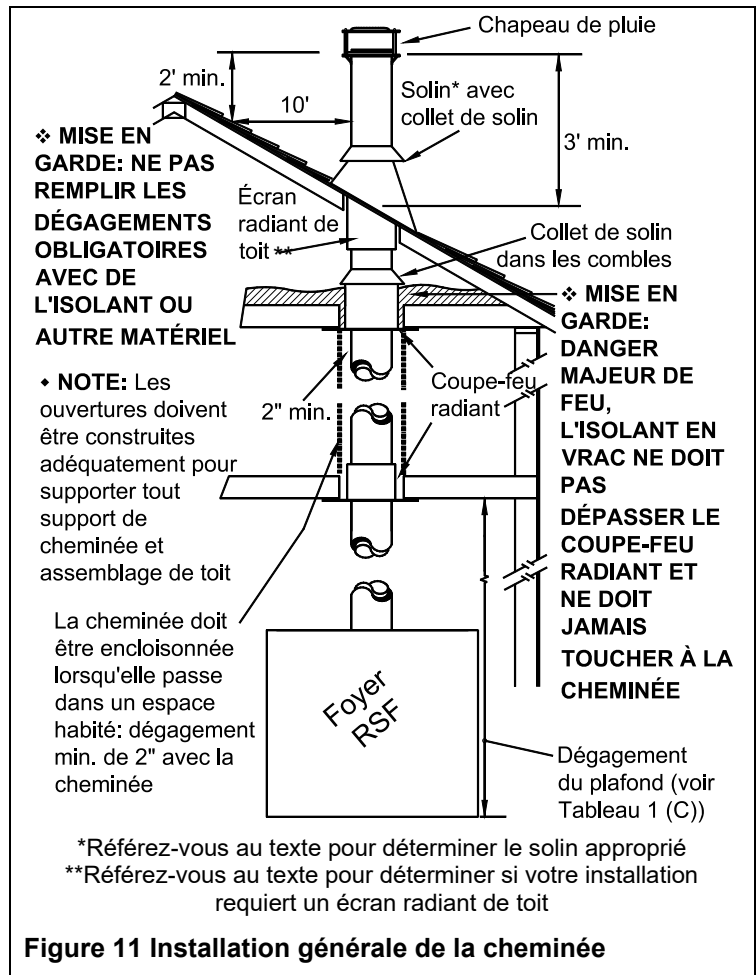 Chapeau de pluie
2' min.
10'
Solin* avec
collet de solin
3' min.
❖ MISE EN
GARDE: NE PAS
REMPLIR LES
DÉGAGEMENTS
OBLIGATOIRES
AVEC DE
L'ISOLANT OU
AUTRE MATÉRIEL
Écran
radiant de
toit **
Collet de solin
dans les combles
❖ MISE EN
GARDE:
DANGER
MAJEUR DE
FEU,
L'ISOLANT EN
VRAC NE DOIT
PAS
DÉPASSER LE
COUPE-FEU
RADIANT ET
NE DOIT
JAMAIS
TOUCHER À LA
CHEMINÉE
• NOTE: Les
ouvertures doivent
être construites
adéquatement pour
supporter tout
support de
cheminée et
assemblage de toit
2" min.
Coupe-feu
radiant
La cheminée doit
être encloisonnée
lorsqu'elle passe
dans un espace
habité: dégagement
min. de 2" avec la
cheminée
Foyer
RSF
Dégagement
du plafond (voir
Tableau 1 (C))
*Référez-vous au texte pour déterminer le solin approprié
**Référez-vous au texte pour déterminer si votre installation
requiert un écran radiant de toit
Figure 11 Installation générale de la cheminée